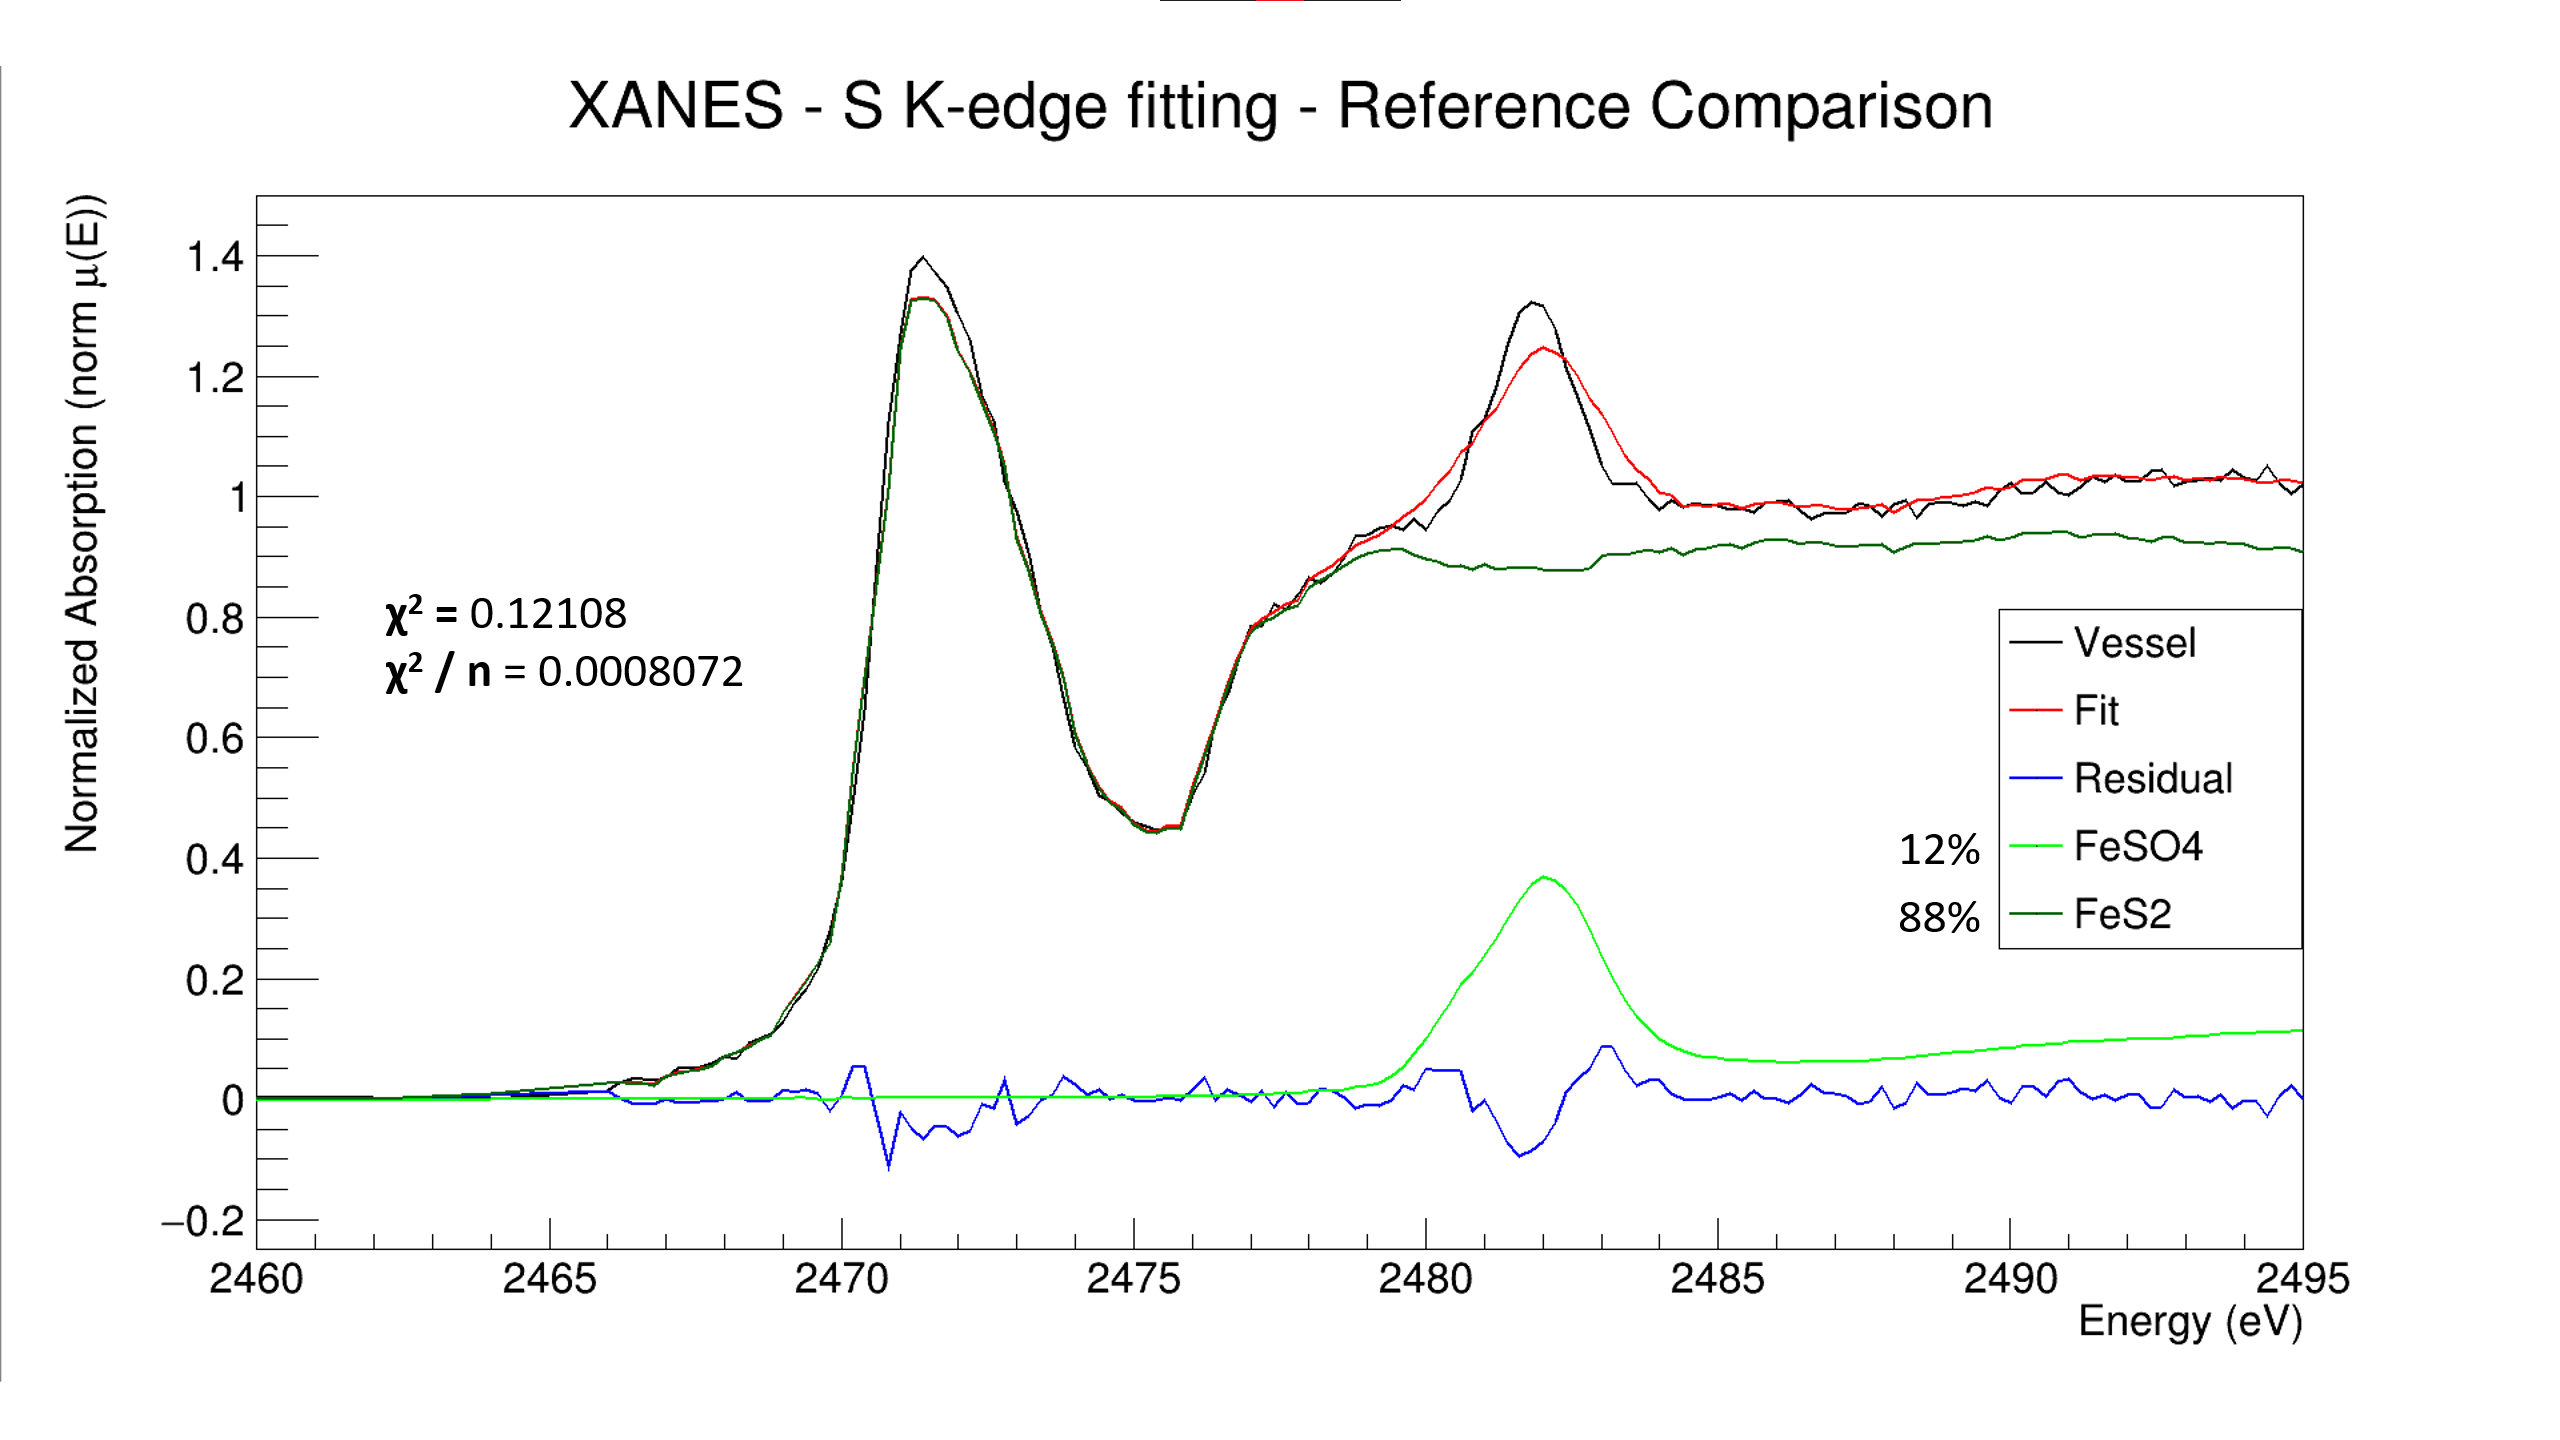 XANES - S K-edge fitting - Reference Comparison
Normalized Absorption (norm μ(E))
1.4
1.2
1
0.8
0.6
0.4
0.2
0
−0.2
χ² = 0.12108
χ² / n = 0.0008072
Vessel
Fit
Residual
12% FeSO4
88% FeS2
2460 2465 2470 2475 2480 2485 2490 2495
Energy (eV)